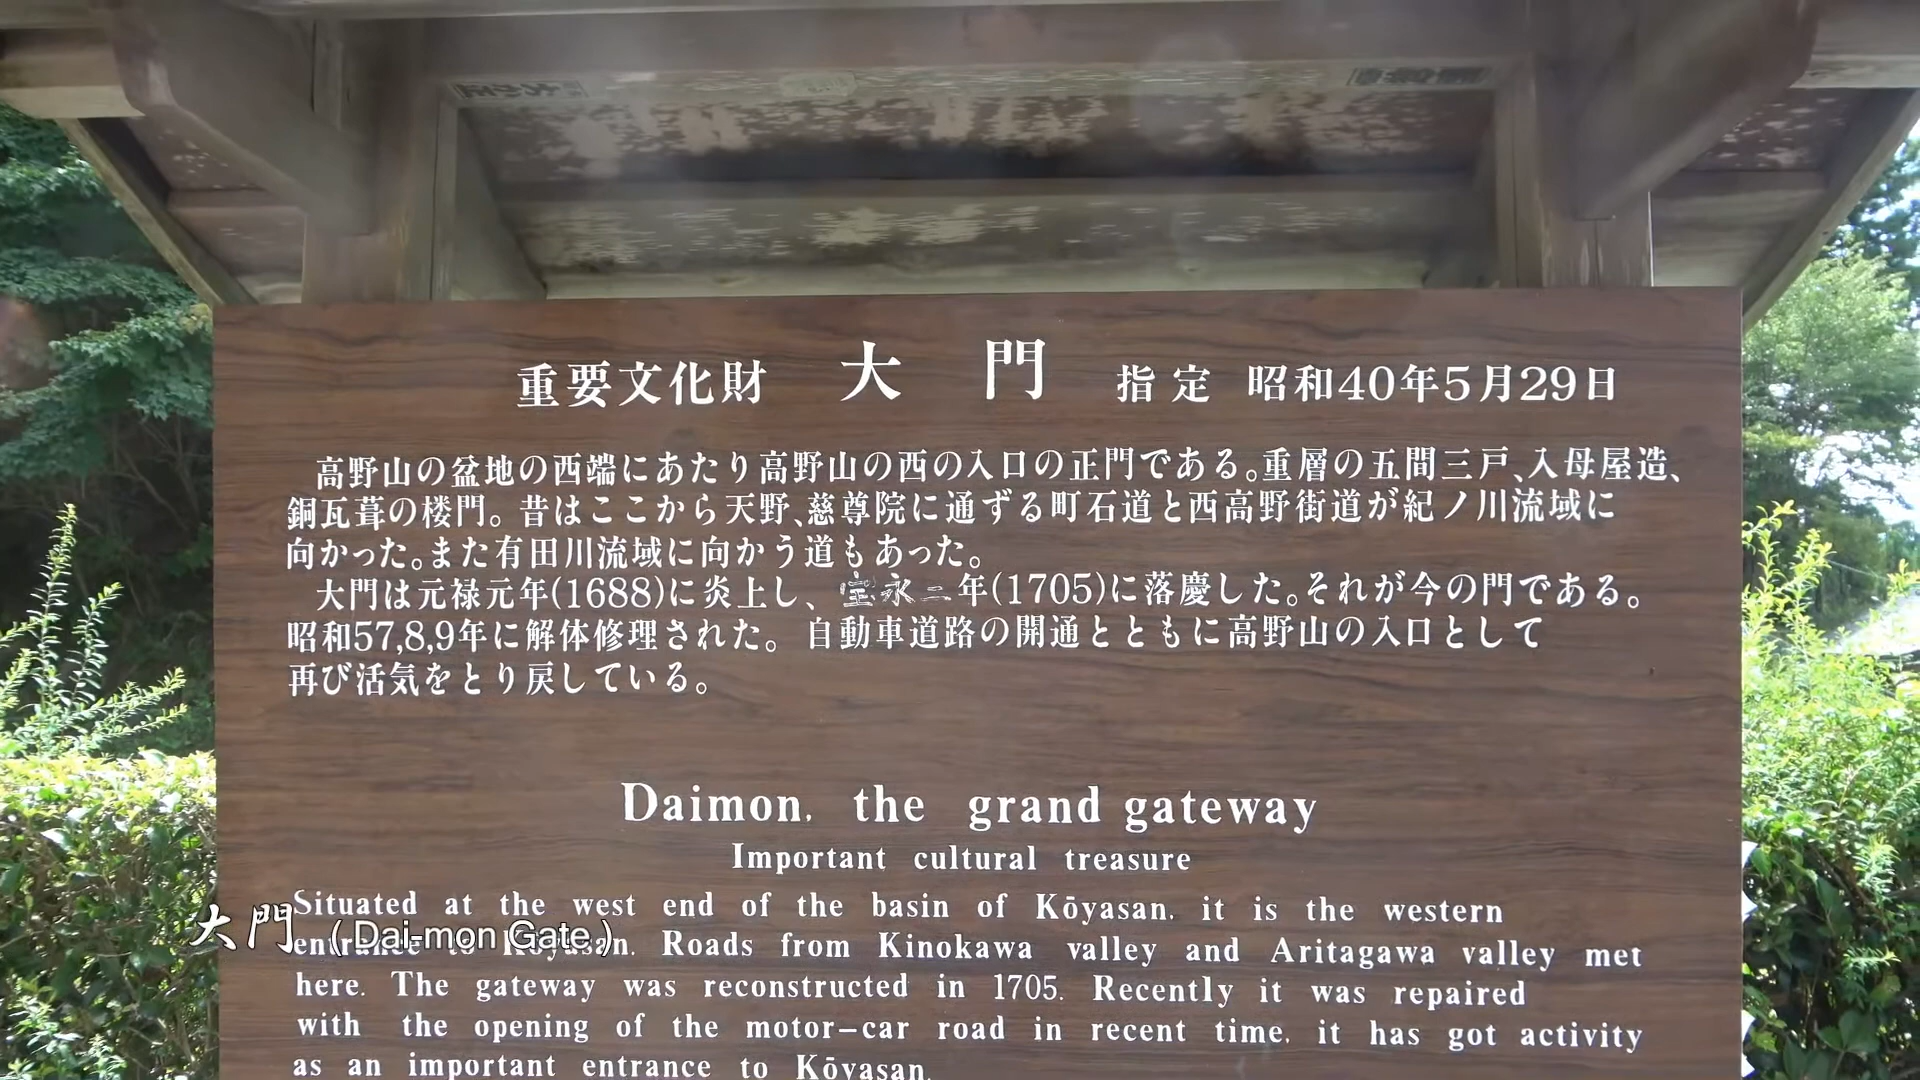 重要文化財 大 門 指定 昭和40年5月29日
高野山の盆地の西端にあたり高野山の西の入口の正門である。重層の五間三戸、入母屋造、
銅瓦葺の楼門。昔はここから天野、慈尊院に通ずる町石道と西高野街道が紀ノ川流域に
向かった。また有田川流域に向かう道もあった。
大門は元禄元年(1688)に炎上し、宝永二年(1705)に落慶した。それが今の門である。
昭和57,8,9年に解体修理された。自動車道路の開通とともに高野山の入口として
再び活気をとり戻している。
Daimon, the grand gateway
Important cultural treasure
Situated at the west end of the basin of Kōyasan, it is the western
entrance to Koyasan. Roads from Kinokawa valley and Aritagawa valley met
here. The gateway was reconstructed in 1705. Recently it was repaired
with the opening of the motor-car road in recent time, it has got activity
as an important entrance to Kōyasan.
大門 ( Dai-mon Gate )